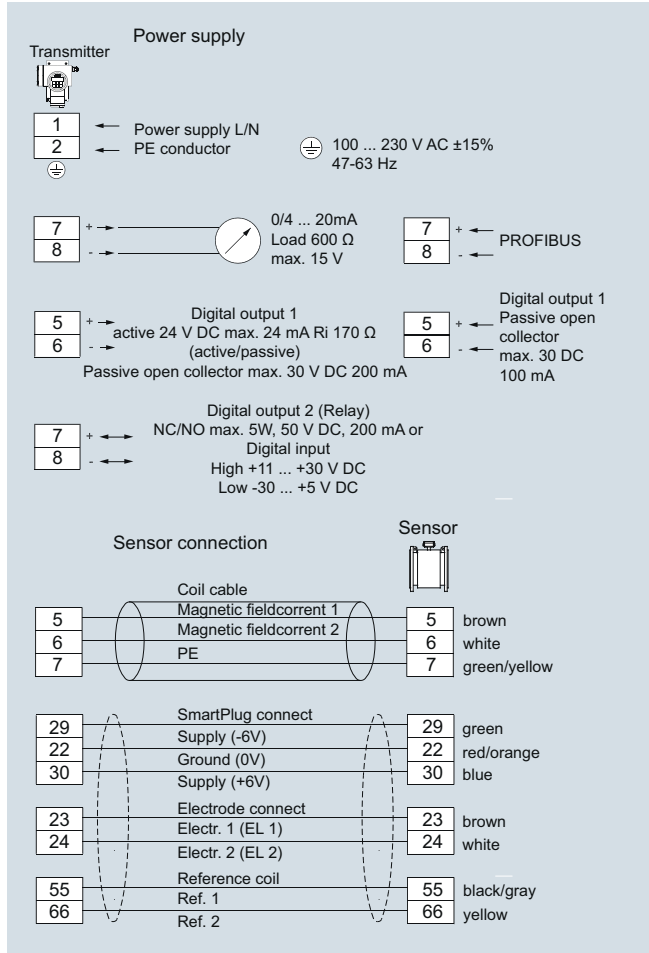 Power supply
Transmitter
1
Power supply L/N
2
PE conductor
100 ... 230 V AC ±15%
47-63 Hz
7
+
8
-
0/4 ... 20mA
Load 600 Ω
max. 15 V
7
+
8
-
PROFIBUS
5
+
6
-
Digital output 1
active 24 V DC max. 24 mA Ri 170 Ω
(active/passive)
Passive open collector max. 30 V DC 200 mA
5
+
6
-
Digital output 1
Passive open
collector
max. 30 DC
100 mA
7
+
8
-
Digital output 2 (Relay)
NC/NO max. 5W, 50 V DC, 200 mA or
Digital input
High +11 ... +30 V DC
Low -30 ... +5 V DC
Sensor connection
Sensor
Coil cable
5
Magnetic fieldcorrent 1
5
brown
6
Magnetic fieldcorrent 2
6
white
7
PE
7
green/yellow
SmartPlug connect
29
Supply (-6V)
29
green
22
Ground (0V)
22
red/orange
30
Supply (+6V)
30
blue
Electrode connect
23
Electr. 1 (EL 1)
23
brown
24
Electr. 2 (EL 2)
24
white
Reference coil
55
Ref. 1
55
black/gray
66
Ref. 2
66
yellow